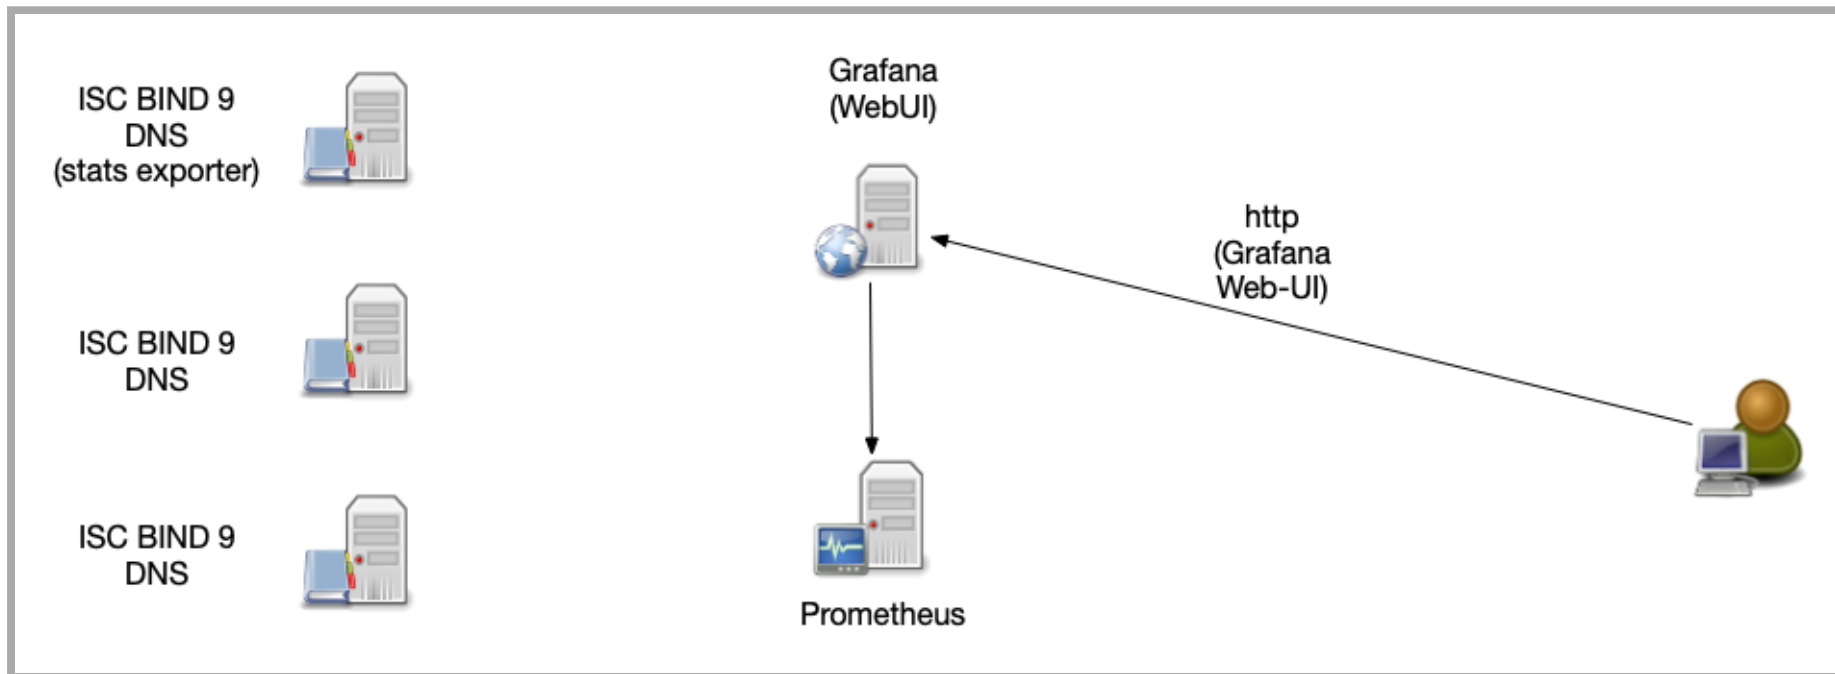 ISC BIND 9
DNS
(stats exporter)
Grafana
(WebUI)
http
(Grafana
Web-UI)
ISC BIND 9
DNS
ISC BIND 9
DNS
Prometheus